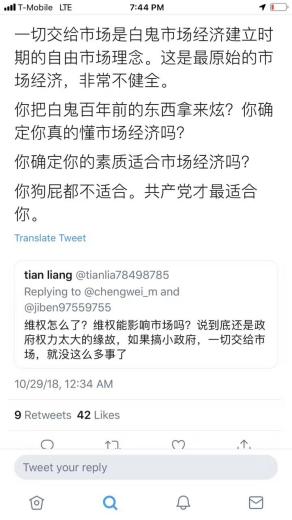 T-Mobile LTE 7:44 PM
一切交给市场是白鬼市场经济建立时
期的自由市场理念。这是最原始的市
场经济，非常不健全。
你把白鬼百年前的东西拿来炫？你确
定你真的懂市场经济吗？
你确定你的素质适合市场经济吗？
你狗屁都不适合。共产党才最适合
你。
Translate Tweet
tian liang @tianlia78498785
Replying to @chengwei_m and
@jiben97559755
维权怎么了？维权能影响市场吗？说到底还是政
府权力太大的缘故，如果搞小政府，一切交给市
场，就没这么多事了
10/29/18, 12:34 AM
9 Retweets 42 Likes
Tweet your reply